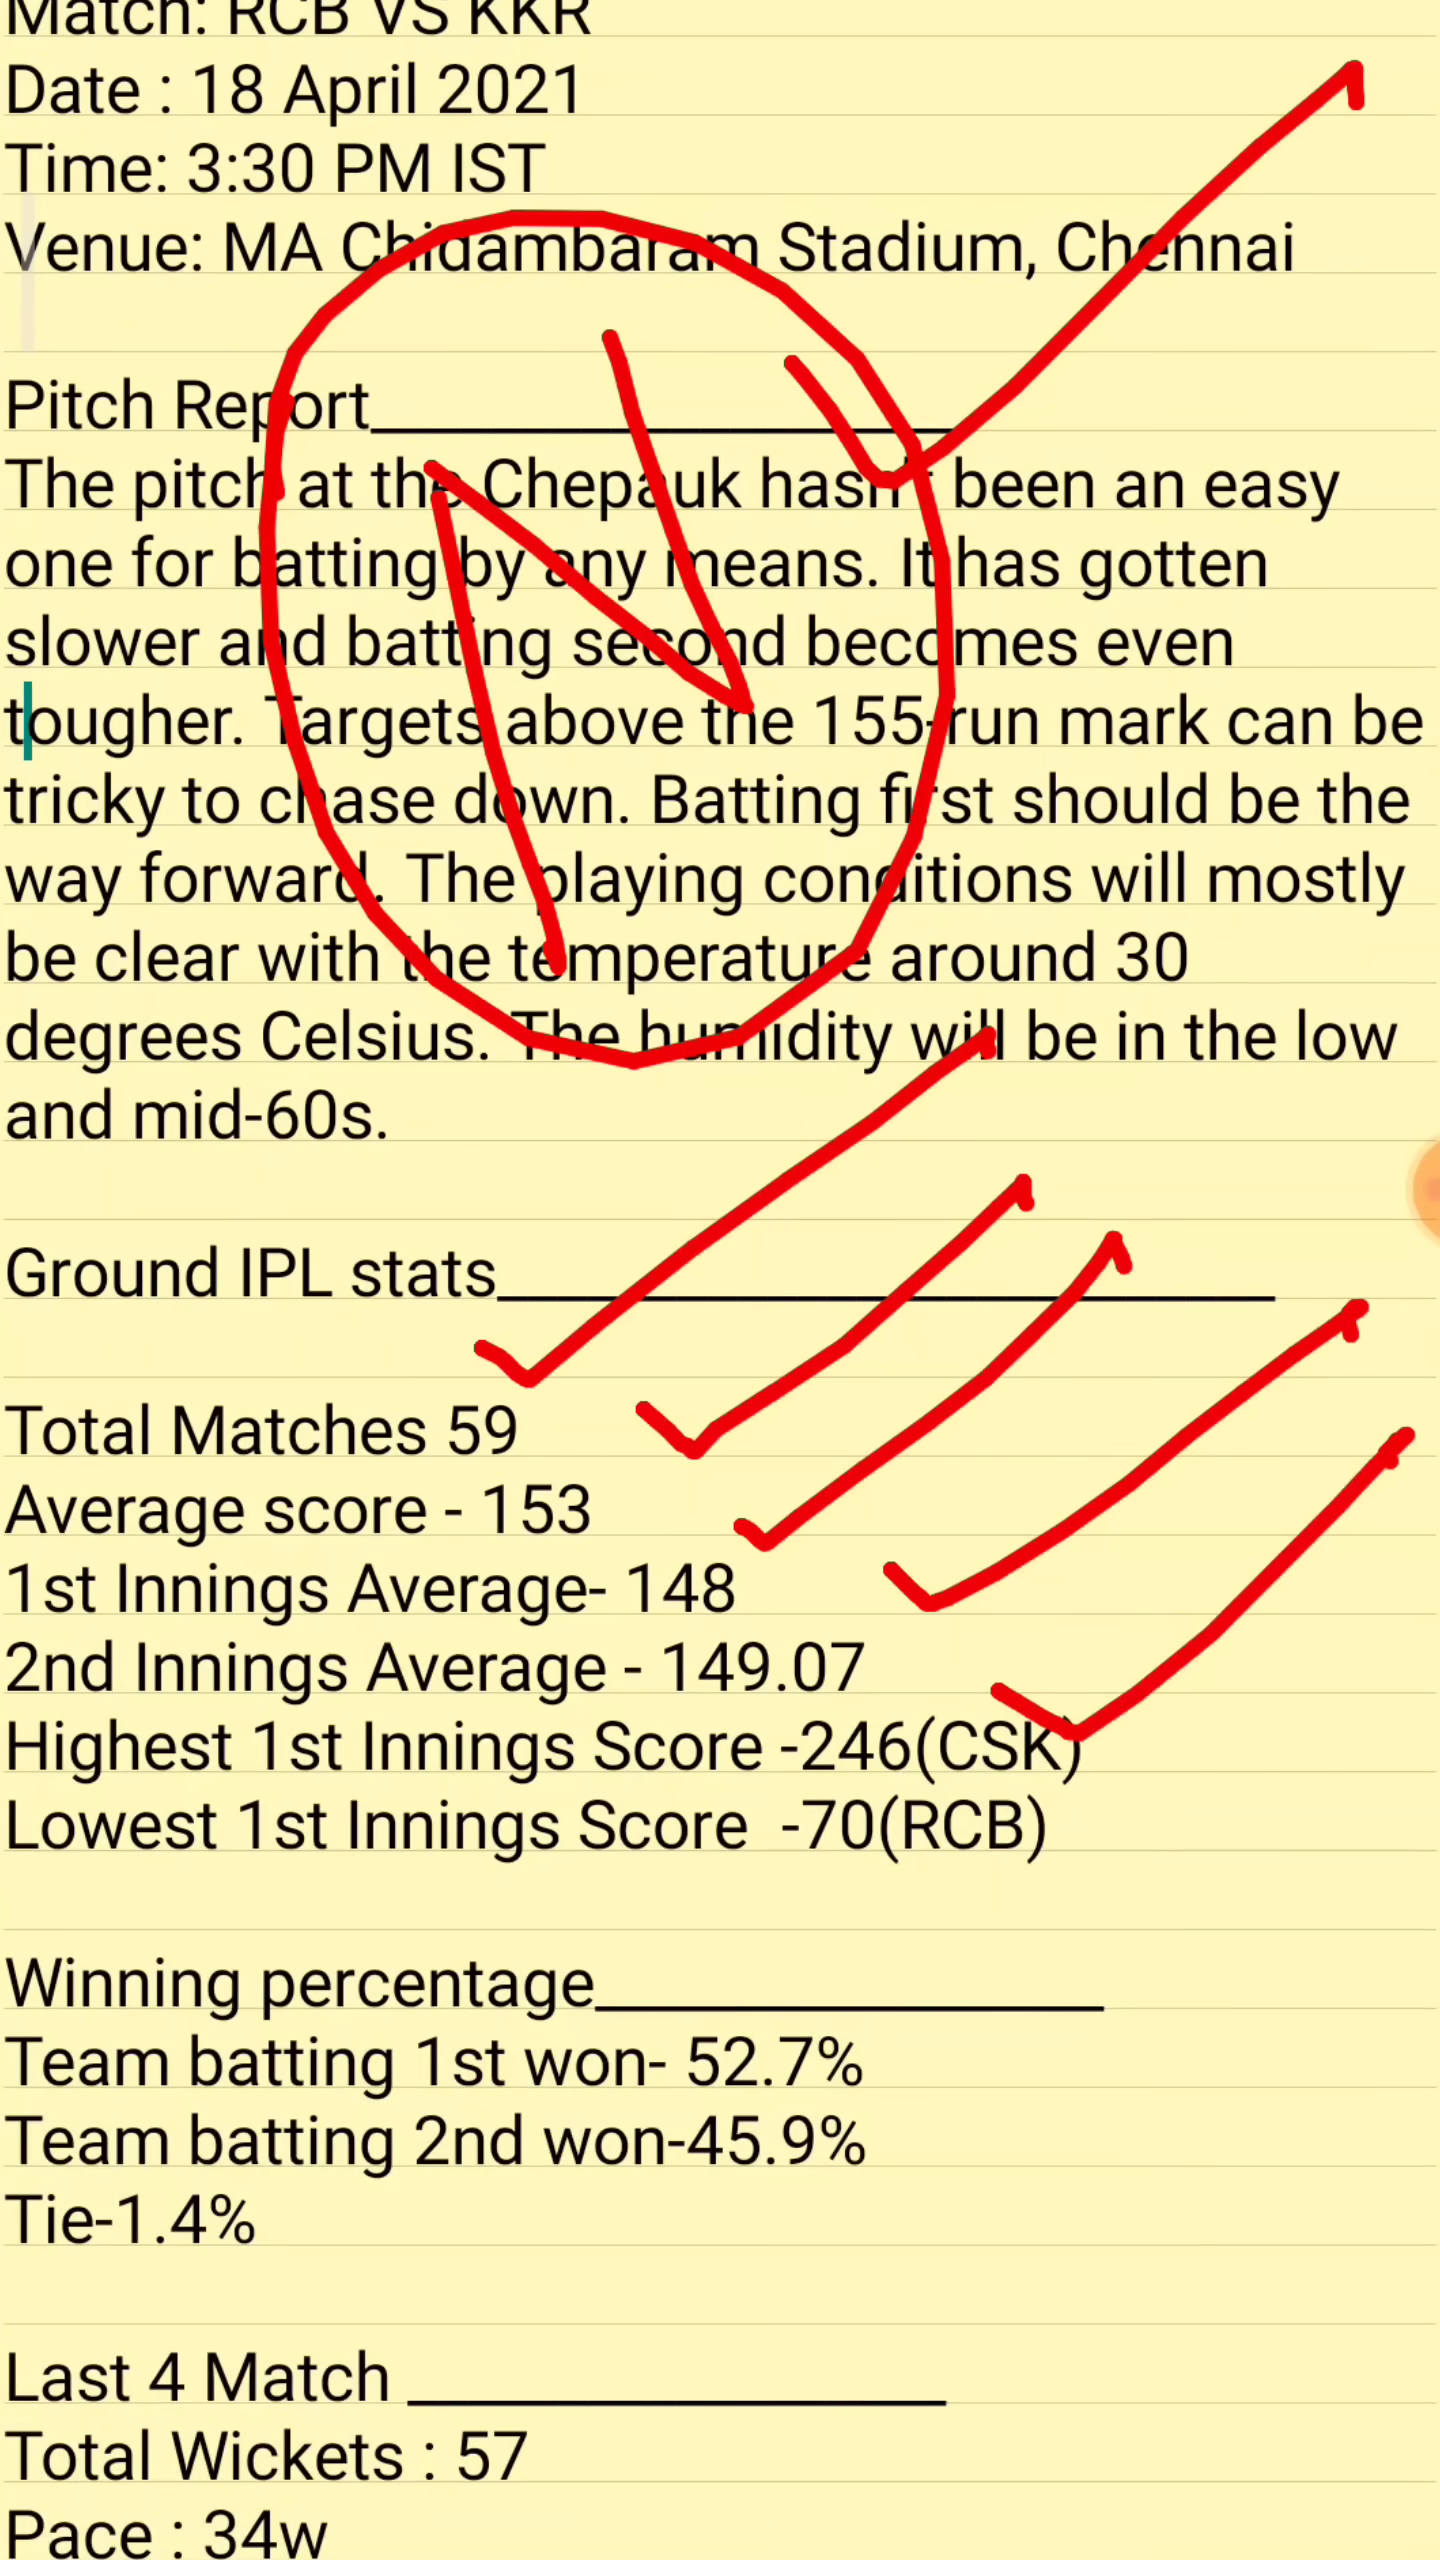 Match: RCB VS KKR
Date : 18 April 2021
Time: 3:30 PM IST
Venue: MA Chidambaram Stadium, Chennai
Pitch Report____________________
The pitch at the Chepauk hasn't been an easy
one for batting by any means. It has gotten
slower and batting second becomes even
tougher. Targets above the 155-run mark can be
tricky to chase down. Batting first should be the
way forward. The playing conditions will mostly
be clear with the temperature around 30
degrees Celsius. The humidity will be in the low
and mid-60s.
Ground IPL stats__________________________
Total Matches 59
Average score - 153
1st Innings Average- 148
2nd Innings Average - 149.07
Highest 1st Innings Score -246(CSK)
Lowest 1st Innings Score  -70(RCB)
Winning percentage_________________
Team batting 1st won- 52.7%
Team batting 2nd won-45.9%
Tie-1.4%
Last 4 Match __________________
Total Wickets : 57
Pace : 34w
N